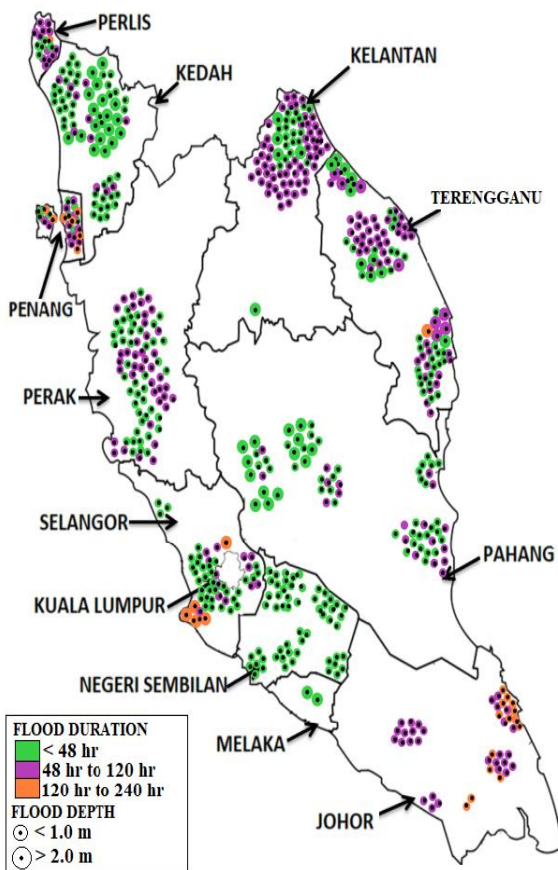 PERLIS
KEDAH
KELANTAN
TERENGGANU
PENANG
PERAK
SELANGOR
PAHANG
KUALA LUMPUR
NEGERI SEMBILAN
MELAKA
JOHOR
FLOOD DURATION
< 48 hr
48 hr to 120 hr
120 hr to 240 hr
FLOOD DEPTH
< 1.0 m
> 2.0 m